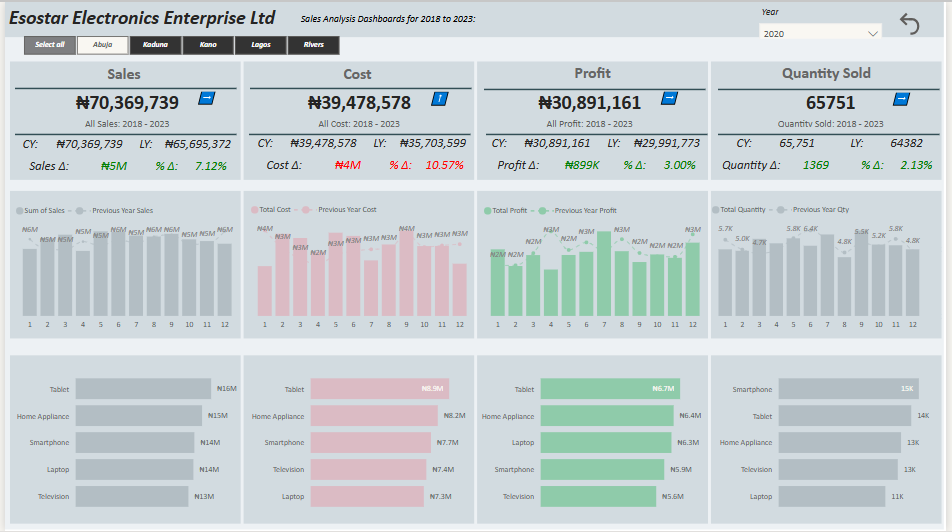 Esostar Electronics Enterprise Ltd
Sales Analysis Dashboards for 2018 to 2023:
Year
2020
Select all
Abuja
Kaduna
Kano
Lagos
Rivers
Sales
₦70,369,739
All Sales: 2018 - 2023
CY: ₦70,369,739 LY: ₦65,695,372
Sales Δ: ₦5M % Δ: 7.12%
Cost
₦39,478,578
All Cost: 2018 - 2023
CY: ₦39,478,578 LY: ₦35,703,599
Cost Δ: ₦4M % Δ: 10.57%
Profit
₦30,891,161
All Profit: 2018 - 2023
CY: ₦30,891,161 LY: ₦29,991,773
Profit Δ: ₦899K % Δ: 3.00%
Quantity Sold
65751
Quantity Sold: 2018 - 2023
CY: 65,751 LY: 64382
Quantity Δ: 1369 % Δ: 2.13%
Sum of Sales Previous Year Sales
₦6M ₦5M ₦5M ₦5M ₦5M ₦6M ₦5M ₦6M ₦6M ₦5M ₦5M ₦6M
1 2 3 4 5 6 7 8 9 10 11 12
Total Cost Previous Year Cost
₦4M ₦3M ₦3M ₦2M ₦3M ₦3M ₦3M ₦3M ₦4M ₦3M ₦3M ₦3M
1 2 3 4 5 6 7 8 9 10 11 12
Total Profit Previous Year Profit
₦2M ₦2M ₦3M ₦2M ₦3M ₦3M ₦2M ₦2M ₦2M ₦3M
1 2 3 4 5 6 7 8 9 10 11 12
Total Quantity Previous Year Qty
5.7K 5.0K 4.7K 5.8K 6.4K 4.8K 5.5K 5.2K 5.8K 4.8K
1 2 3 4 5 6 7 8 9 10 11 12
Tablet ₦16M
Home Appliance ₦15M
Smartphone ₦14M
Laptop ₦14M
Television ₦13M
Tablet ₦8.9M
Home Appliance ₦8.2M
Smartphone ₦7.7M
Television ₦7.4M
Laptop ₦7.3M
Tablet ₦6.7M
Home Appliance ₦6.4M
Laptop ₦6.3M
Smartphone ₦5.9M
Television ₦5.6M
Smartphone 15K
Tablet 14K
Home Appliance 13K
Television 13K
Laptop 11K